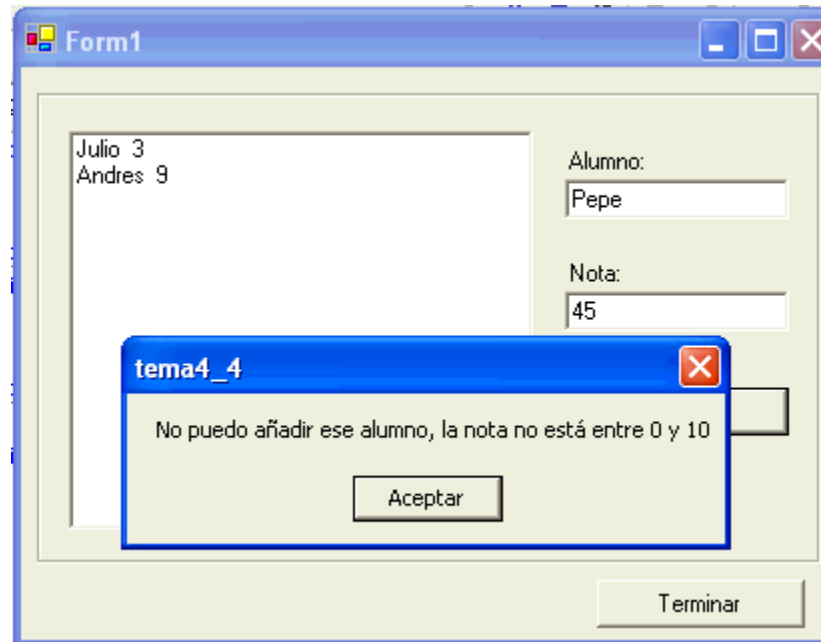 Form1
Julio 3
Andres 9
Alumno:
Pepe
Nota:
45
tema4_4
No puedo añadir ese alumno, la nota no está entre 0 y 10
Aceptar
Terminar